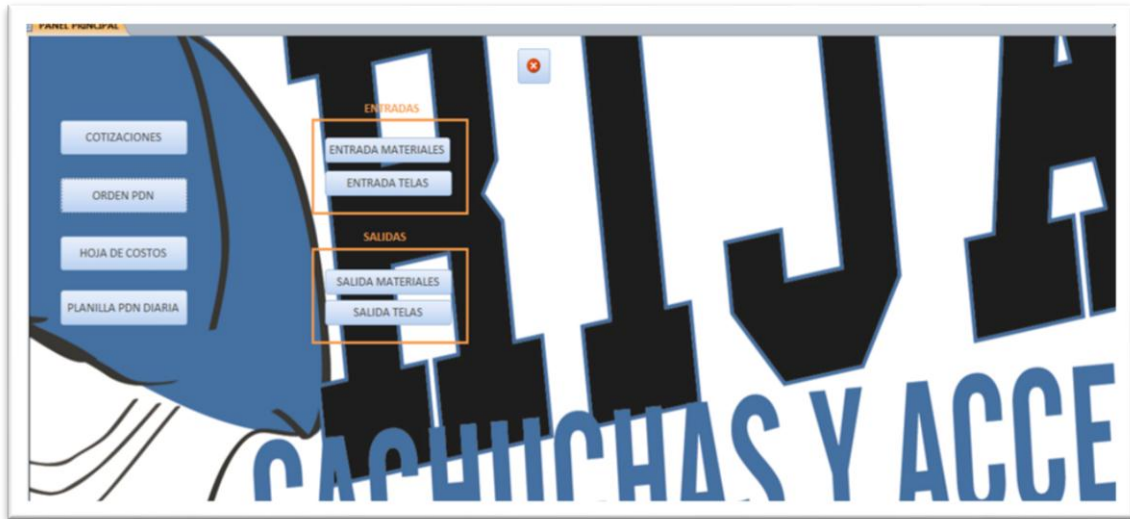 PANEL PRINCIPAL
ENTRADAS
COTIZACIONES
ENTRADA MATERIALES
ENTRADA TELAS
ORDEN PDN
SALIDAS
HOJA DE COSTOS
SALIDA MATERIALES
PLANILLA PDN DIARIA
SALIDA TELAS
RIJA
CACHUCHAS Y ACCE